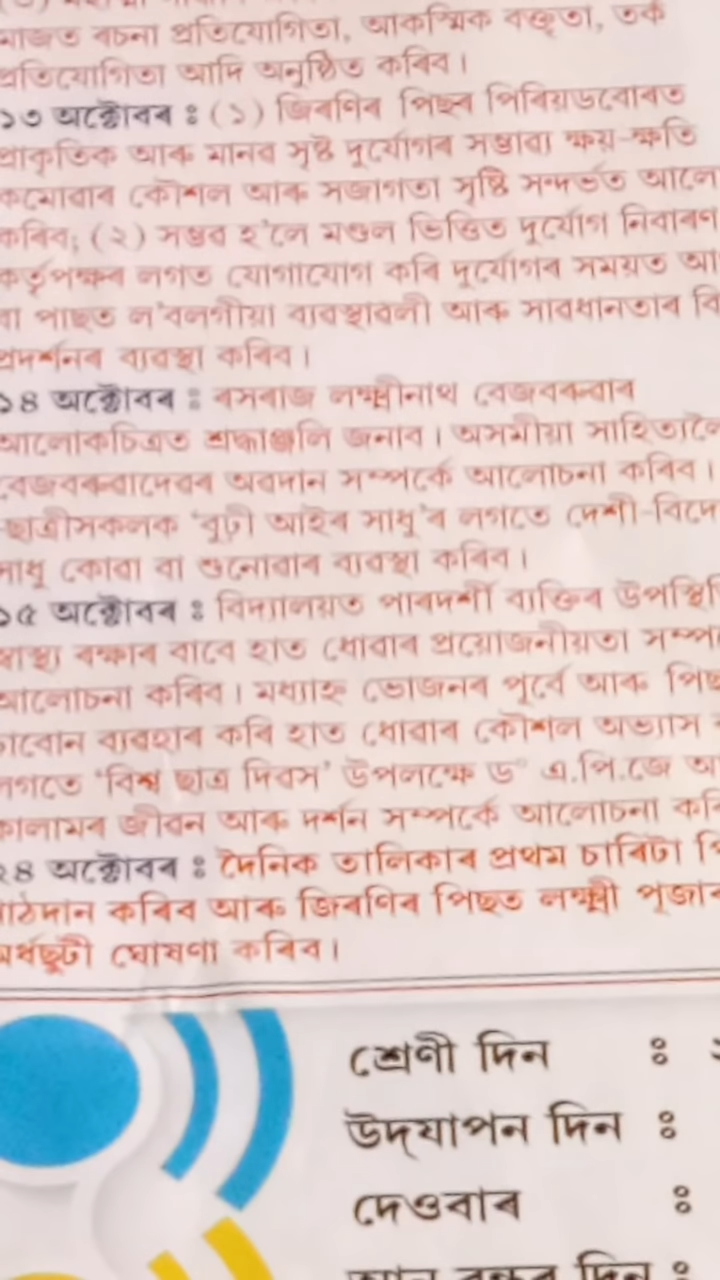 মাজত ৰচনা প্ৰতিযোগিতা, আকস্মিক বক্তৃতা, তৰ্ক
প্ৰতিযোগিতা আদি অনুষ্ঠিত কৰিব।
১৩ অক্টোবৰ : (১) জিৰণিৰ পিছৰ পিৰিয়ডবোৰত
প্ৰাকৃতিক আৰু মানৱ সৃষ্ট দুৰ্যোগৰ সম্ভাব্য ক্ষয়-ক্ষতি
কমোৱাৰ কৌশল আৰু সজাগতা সৃষ্টি সন্দৰ্ভত আলো
কৰিব; (২) সম্ভৱ হ'লে মণ্ডল ভিত্তিত দুৰ্যোগ নিবাৰণ
কৰ্তৃপক্ষৰ লগত যোগাযোগ কৰি দুৰ্যোগৰ সময়ত আ
বা পাছত ল'বলগীয়া ব্যৱস্থাৱলী আৰু সাৱধানতাৰ বি
প্ৰদৰ্শনৰ ব্যৱস্থা কৰিব।
১৪ অক্টোবৰ : ৰসৰাজ লক্ষ্মীনাথ বেজবৰুৱাৰ
আলোকচিত্ৰত শ্ৰদ্ধাঞ্জলি জনাব। অসমীয়া সাহিত্যলৈ
বেজবৰুৱাদেৱৰ অৱদান সম্পৰ্কে আলোচনা কৰিব।
ছাত্ৰীসকলক 'বুঢ়ী আইৰ সাধু'ৰ লগতে দেশী-বিদে
সাধু কোৱা বা শুনোৱাৰ ব্যৱস্থা কৰিব।
১৫ অক্টোবৰ : বিদ্যালয়ত পাৰদৰ্শী ব্যক্তিৰ উপস্থিি
স্বাস্থ্য ৰক্ষাৰ বাবে হাত ধোৱাৰ প্ৰয়োজনীয়তা সম্প
আলোচনা কৰিব। মধ্যাহ্ন ভোজনৰ পূৰ্বে আৰু পিছ
চাবোন ব্যৱহাৰ কৰি হাত ধোৱাৰ কৌশল অভ্যাস
লগতে 'বিশ্ব ছাত্ৰ দিৱস' উপলক্ষে ড° এ.পি.জে আ
কালামৰ জীৱন আৰু দৰ্শন সম্পৰ্কে আলোচনা কৰি
২৪ অক্টোবৰ : দৈনিক তালিকাৰ প্ৰথম চাৰিটা পি
পাঠদান কৰিব আৰু জিৰণিৰ পিছত লক্ষ্মী পূজাৰ
অৰ্ধছুটী ঘোষণা কৰিব।
শ্ৰেণী দিন :
উদ্‌যাপন দিন :
দেওবাৰ :
আন বন্ধৰ দিন :